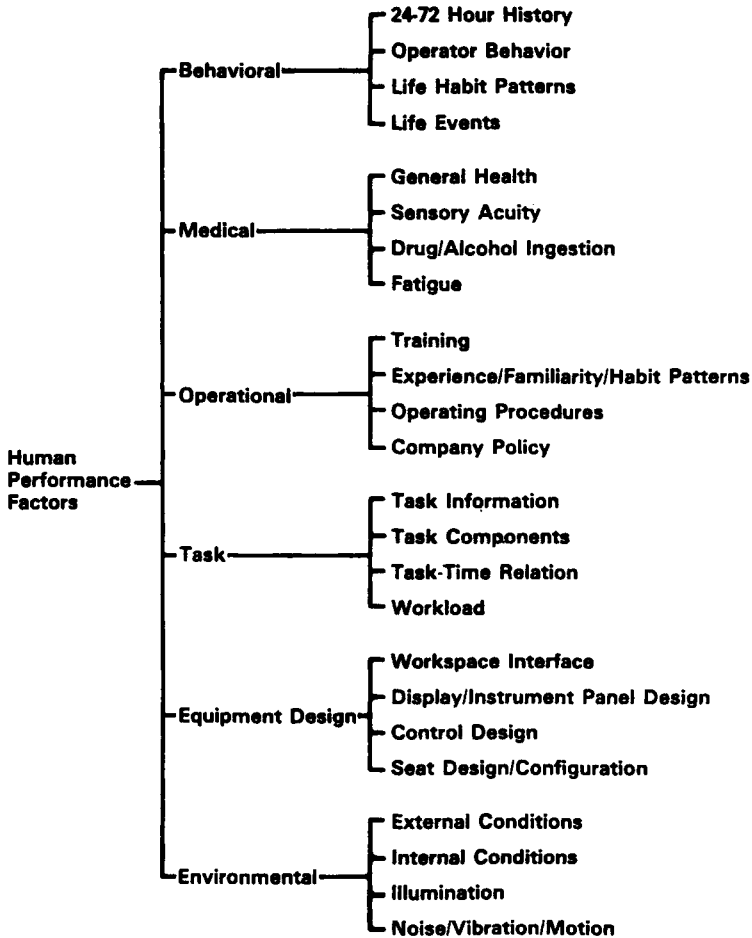 Human
Performance
Factors
Behavioral
24-72 Hour History
Operator Behavior
Life Habit Patterns
Life Events
Medical
General Health
Sensory Acuity
Drug/Alcohol Ingestion
Fatigue
Operational
Training
Experience/Familiarity/Habit Patterns
Operating Procedures
Company Policy
Task
Task Information
Task Components
Task-Time Relation
Workload
Equipment Design
Workspace Interface
Display/Instrument Panel Design
Control Design
Seat Design/Configuration
Environmental
External Conditions
Internal Conditions
Illumination
Noise/Vibration/Motion